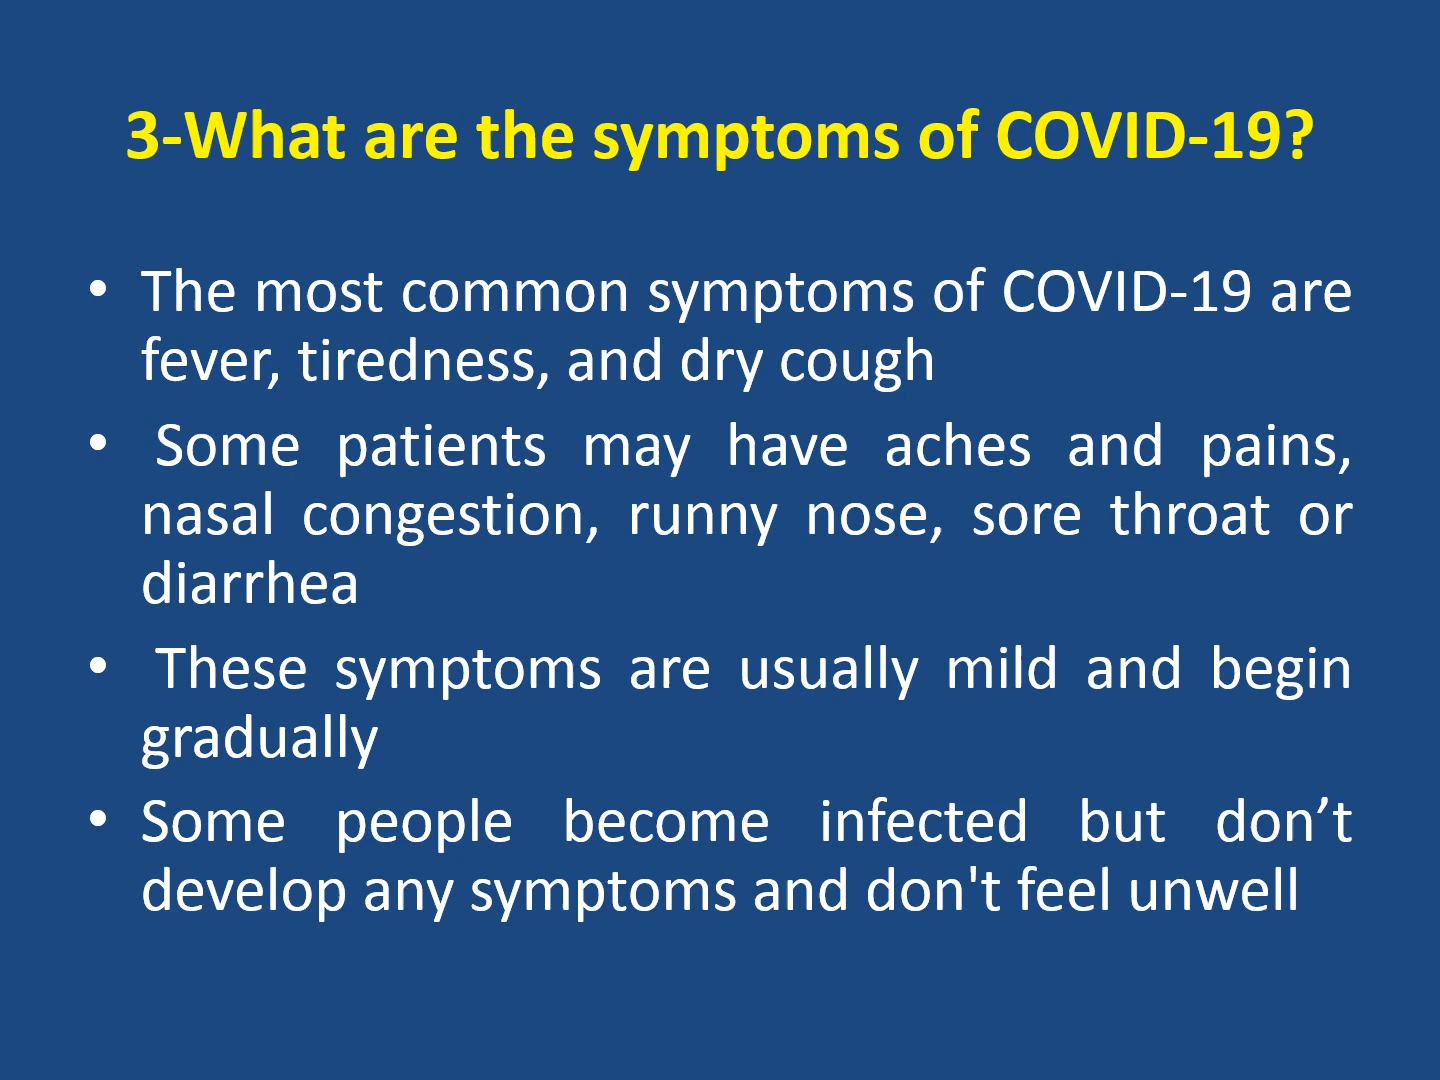 3-What are the symptoms of COVID-19?
• The most common symptoms of COVID-19 are
fever, tiredness, and dry cough
• Some patients may have aches and pains,
nasal congestion, runny nose, sore throat or
diarrhea
• These symptoms are usually mild and begin
gradually
• Some people become infected but don’t
develop any symptoms and don't feel unwell